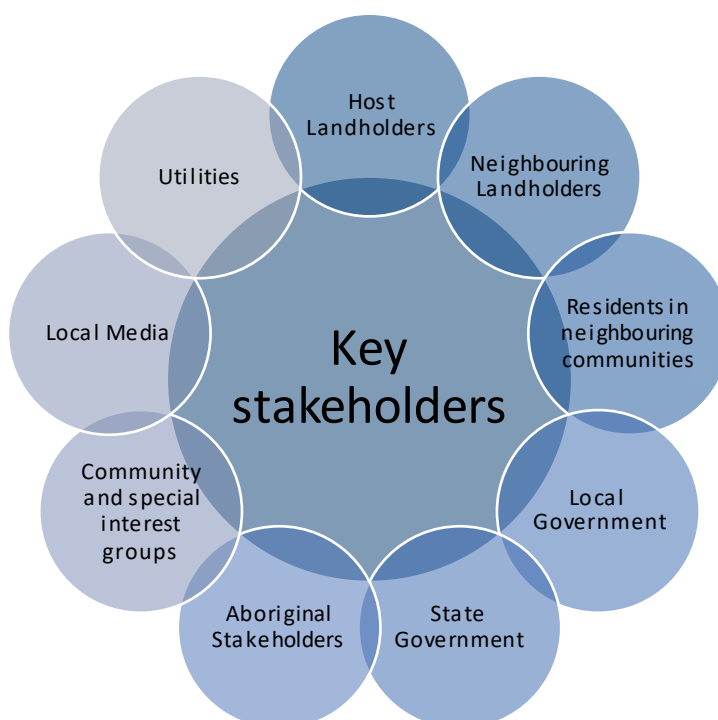 Host
Landholders
Neighbouring
Landholders
Residents in
neighbouring
communities
Local
Government
State
Government
Aboriginal
Stakeholders
Community
and special
interest
groups
Local Media
Utilities
Key
stakeholders